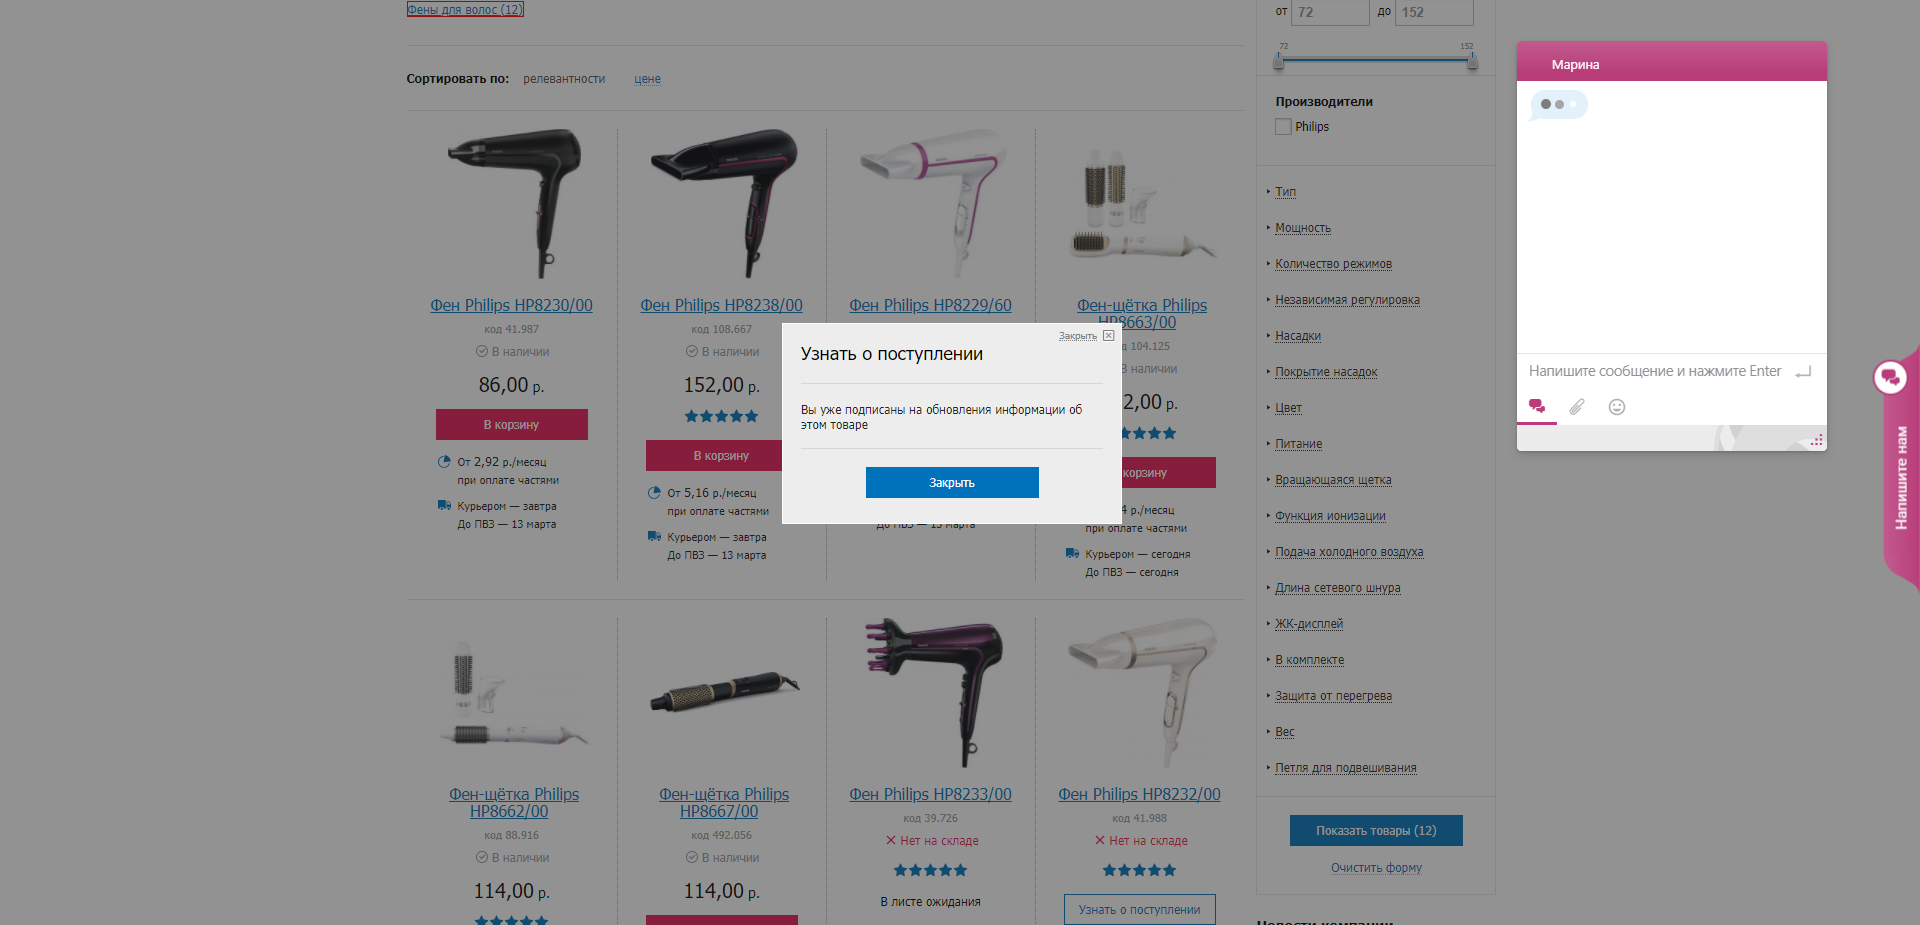 Фены для волос (12)
Сортировать по: релевантности цене
Фен Philips HP8230/00
код 41.987
В наличии
86,00 р.
В корзину
От 2,92 р./месяц
при оплате частями
Курьером — завтра
До ПВЗ — 13 марта
Фен Philips HP8238/00
код 108.667
В наличии
152,00 р.
В корзину
От 5,16 р./месяц
при оплате частями
Курьером — завтра
До ПВЗ — 13 марта
Фен Philips HP8229/60
До ПВЗ — 13 марта
Фен-щётка Philips
HP8663/00
104.125
В наличии
2,00 р.
корзину
4 р./месяц
при оплате частями
Курьером — сегодня
До ПВЗ — сегодня
Закрыть
Узнать о поступлении
Вы уже подписаны на обновления информации об
этом товаре
Закрыть
Фен-щётка Philips
HP8662/00
код 88.916
В наличии
114,00 р.
Фен-щётка Philips
HP8667/00
код 492.056
В наличии
114,00 р.
Фен Philips HP8233/00
код 39.726
Нет на складе
В листе ожидания
Фен Philips HP8232/00
код 41.988
Нет на складе
Узнать о поступлении
от 72 до 152
72 152
Производители
Philips
Тип
Мощность
Количество режимов
Независимая регулировка
Насадки
Покрытие насадок
Цвет
Питание
Вращающаяся щетка
Функция ионизации
Подача холодного воздуха
Длина сетевого шнура
ЖК-дисплей
В комплекте
Защита от перегрева
Вес
Петля для подвешивания
Показать товары (12)
Очистить форму
Новости компании
Марина
Напишите сообщение и нажмите Enter
Напишите нам